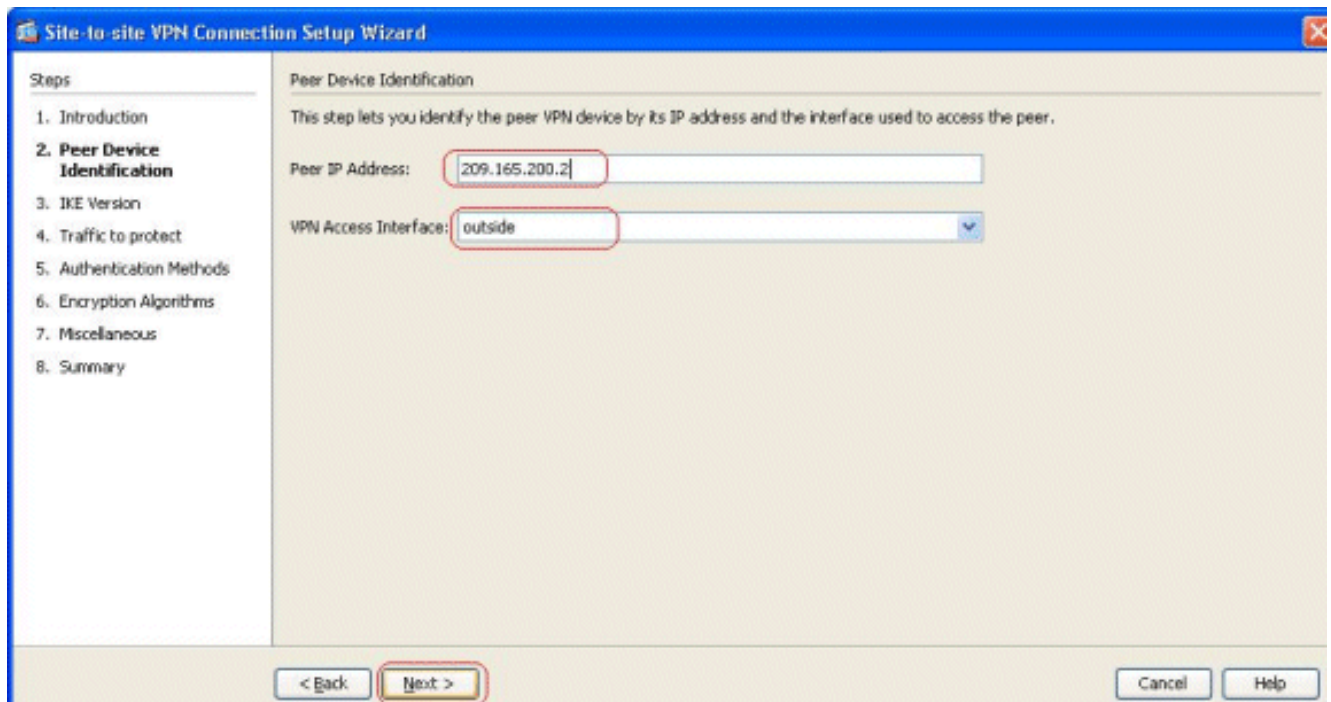 Site-to-site VPN Connection Setup Wizard
Steps
1. Introduction
2. Peer Device
Identification
3. IKE Version
4. Traffic to protect
5. Authentication Methods
6. Encryption Algorithms
7. Miscellaneous
8. Summary
Peer Device Identification
This step lets you identify the peer VPN device by its IP address and the interface used to access the peer.
Peer IP Address: 209.165.200.2
VPN Access Interface: outside
< Back Next > Cancel Help